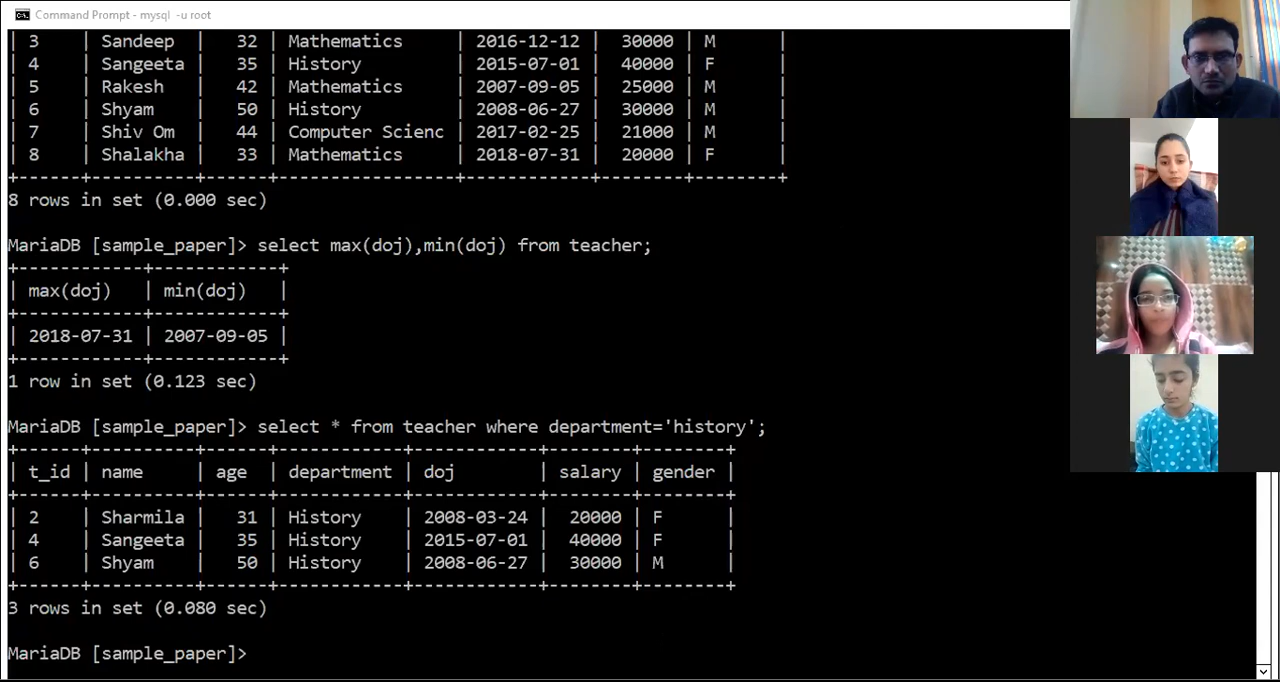 Command Prompt - mysql -u root
| 3    | Sandeep  |   32 | Mathematics     | 2016-12-12 |  30000 | M      |
| 4    | Sangeeta |   35 | History         | 2015-07-01 |  40000 | F      |
| 5    | Rakesh   |   42 | Mathematics     | 2007-09-05 |  25000 | M      |
| 6    | Shyam    |   50 | History         | 2008-06-27 |  30000 | M      |
| 7    | Shiv Om  |   44 | Computer Scienc | 2017-02-25 |  21000 | M      |
| 8    | Shalakha |   33 | Mathematics     | 2018-07-31 |  20000 | F      |
+------+----------+------+-----------------+------------+--------+--------+
8 rows in set (0.000 sec)
MariaDB [sample_paper]> select max(doj),min(doj) from teacher;
+------------+------------+
| max(doj)   | min(doj)   |
+------------+------------+
| 2018-07-31 | 2007-09-05 |
+------------+------------+
1 row in set (0.123 sec)
MariaDB [sample_paper]> select * from teacher where department='history';
+------+----------+------+------------+------------+--------+--------+
| t_id | name     | age  | department | doj        | salary | gender |
+------+----------+------+------------+------------+--------+--------+
| 2    | Sharmila |   31 | History    | 2008-03-24 |  20000 | F      |
| 4    | Sangeeta |   35 | History    | 2015-07-01 |  40000 | F      |
| 6    | Shyam    |   50 | History    | 2008-06-27 |  30000 | M      |
+------+----------+------+------------+------------+--------+--------+
3 rows in set (0.080 sec)
MariaDB [sample_paper]>